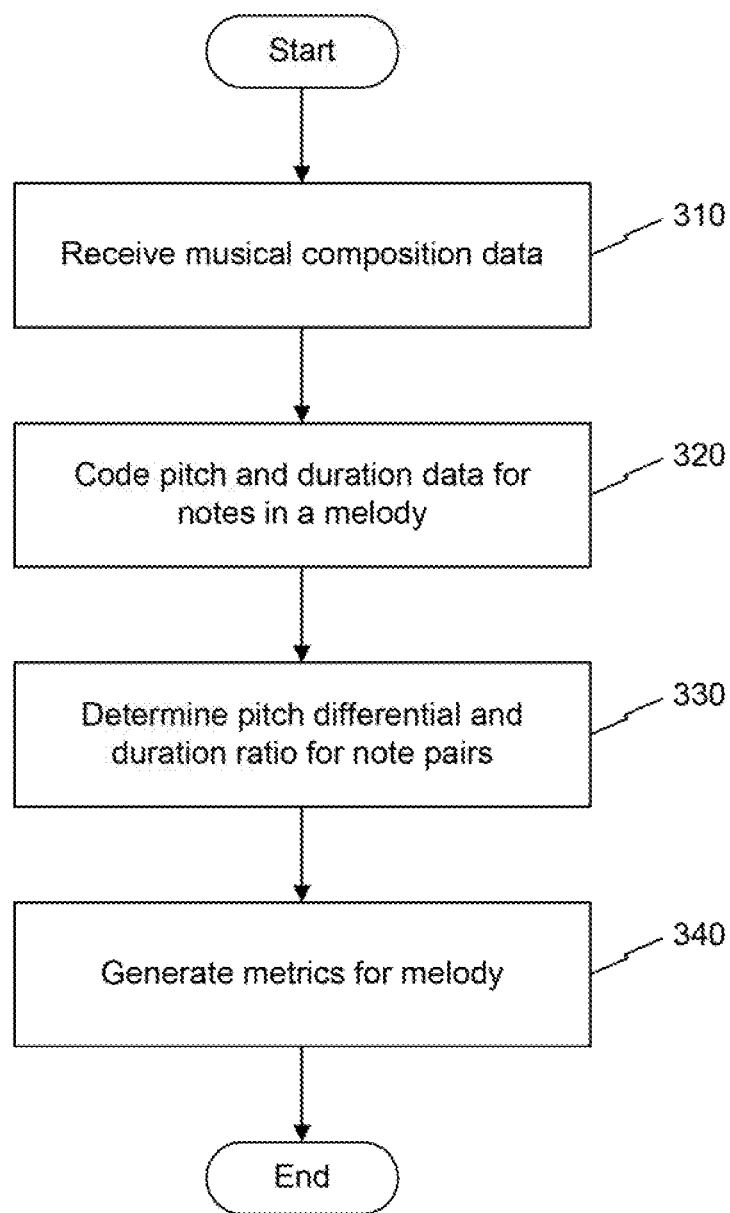 Start
310
Receive musical composition data
320
Code pitch and duration data for
notes in a melody
330
Determine pitch differential and
duration ratio for note pairs
340
Generate metrics for melody
End